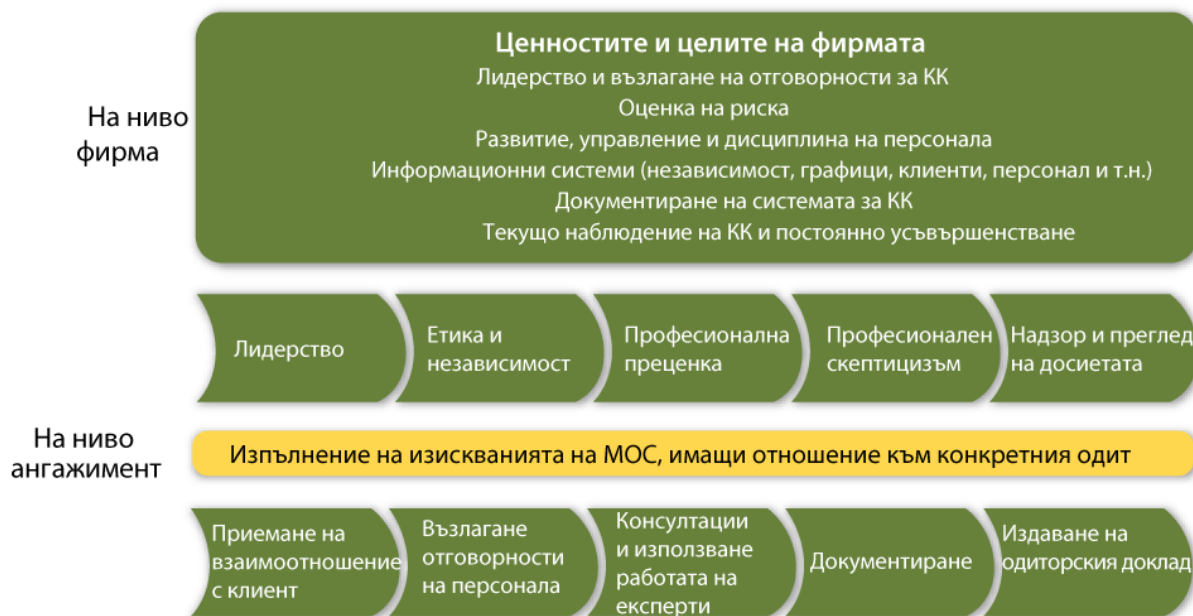 Ценностите и целите на фирмата
Лидерство и възлагане на отговорности за КК
Оценка на риска
Развитие, управление и дисциплина на персонала
Информационни системи (независимост, графици, клиенти, персонал и т.н.)
Документиране на системата за КК
Текущо наблюдение на КК и постоянно усъвършенстване
На ниво
фирма
Лидерство
Етика и
независимост
Професионална
преценка
Професионален
скептицизъм
Надзор и преглед
на досиетата
На ниво
ангажимент
Изпълнение на изискванията на МОС, имащи отношение към конкретния одит
Приемане на
взаимоотношение
с клиент
Възлагане
отговорности
на персонала
Консултации
и използване
работата на
експерти
Документиране
Издаване на
одиторския доклад